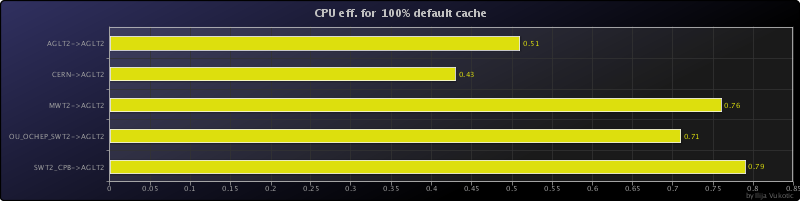 CPU eff. for 100% default cache
AGLT2->AGLT2 0.51
CERN->AGLT2 0.43
MWT2->AGLT2 0.76
OU_OCHEP_SWT2->AGLT2 0.71
SWT2_CPB->AGLT2 0.79
0 0.05 0.1 0.15 0.2 0.25 0.3 0.35 0.4 0.45 0.5 0.55 0.6 0.65 0.7 0.75 0.8 0.85
by Ilija Vukotic